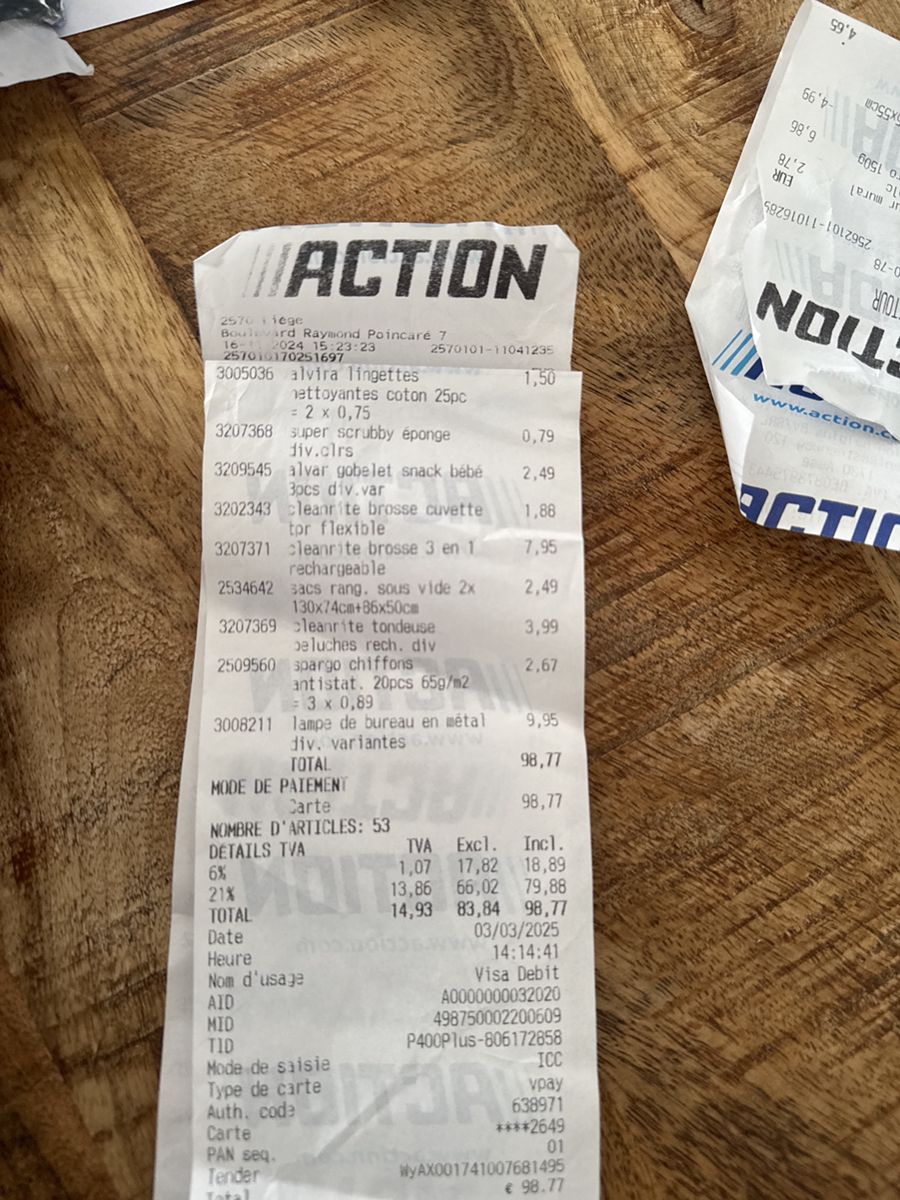 ACTION
2570 Liège
Boulevard Raymond Poincaré 7
2024 15:23:23 2570101-11041235
257010170251697
3005036 alvira lingettes 1,50
nettoyantes coton 25pc
= 2 x 0,75
3207368 super scrubby éponge 0,79
div.clrs
3209545 alvar gobelet snack bébé 2,49
3pcs div.var
3202343 cleanrite brosse cuvette 1,88
tpr flexible
3207371 cleanrite brosse 3 en 1 7,95
rechargeable
2534642 sacs rang. sous vide 2x 2,49
130x74cm+86x50cm
3207369 cleanrite tondeuse 3,99
peluches rech. div
2509560 spargo chiffons 2,67
antistat. 20pcs 65g/m2
= 3 x 0,89
3008211 lampe de bureau en métal 9,95
div. variantes
TOTAL 98,77
MODE DE PAIEMENT
Carte 98,77
NOMBRE D'ARTICLES: 53
DETAILS TVA TVA Excl. Incl.
6% 1,07 17,82 18,89
21% 13,86 66,02 79,88
TOTAL 14,93 83,84 98,77
Date 03/03/2025
Heure 14:14:41
Nom d'usage Visa Debit
AID A0000000032020
MID 498750002200609
TID P400Plus-806172858
Mode de saisie ICC
Type de carte vpay
Auth. code 638971
Carte ****2649
PAN seq. 01
Tender WyAX001741007681495
Total € 98.77
4,65
-4,99
6,86
2,78
EUR
150g
mural
2562101-1101628
ACTION
www.action.c
ACTIO